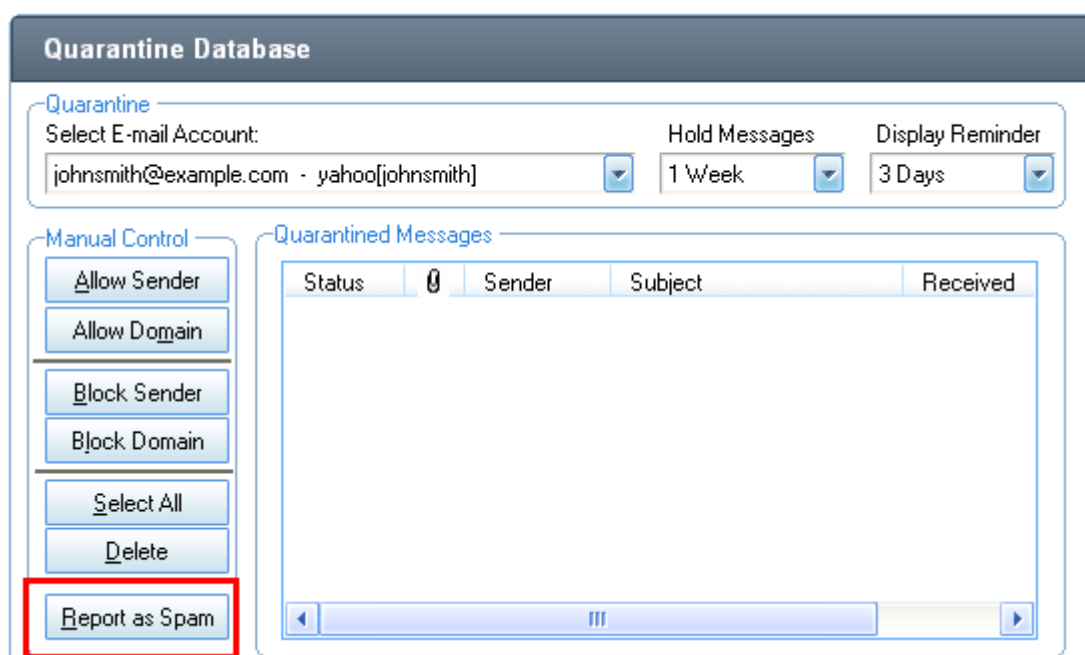 Quarantine Database
Quarantine
Select E-mail Account: Hold Messages Display Reminder
johnsmith@example.com - yahoo[johnsmith] 1 Week 3 Days
Manual Control Quarantined Messages
Allow Sender Status Sender Subject Received
Allow Domain
Block Sender
Block Domain
Select All
Delete
Report as Spam